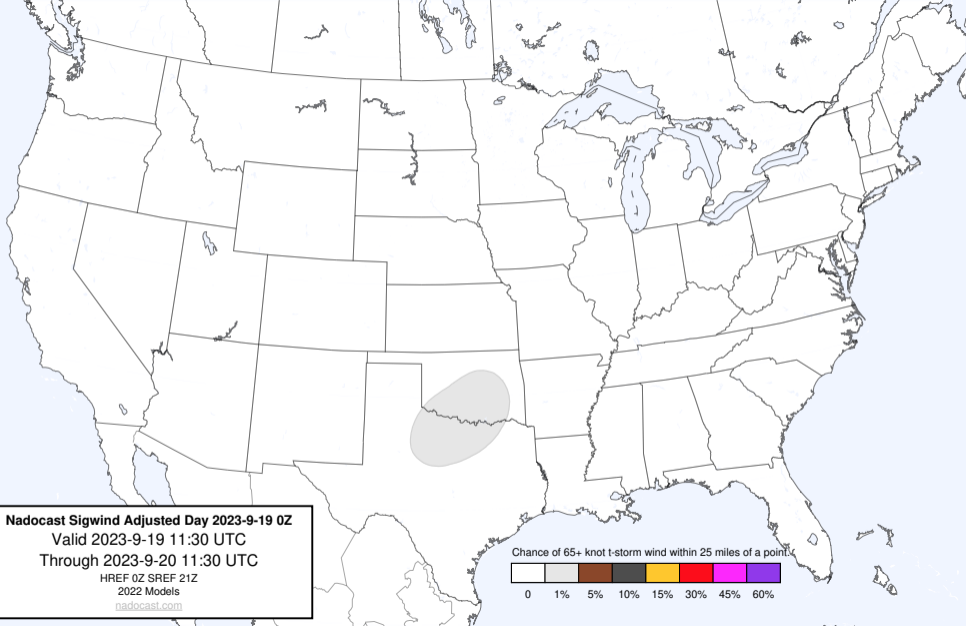 Nadocast Sigwind Adjusted Day 2023-9-19 0Z
Valid 2023-9-19 11:30 UTC
Through 2023-9-20 11:30 UTC
HREF 0Z SREF 21Z
2022 Models
nadocast.com
Chance of 65+ knot t-storm wind within 25 miles of a point.
0 1% 5% 10% 15% 30% 45% 60%